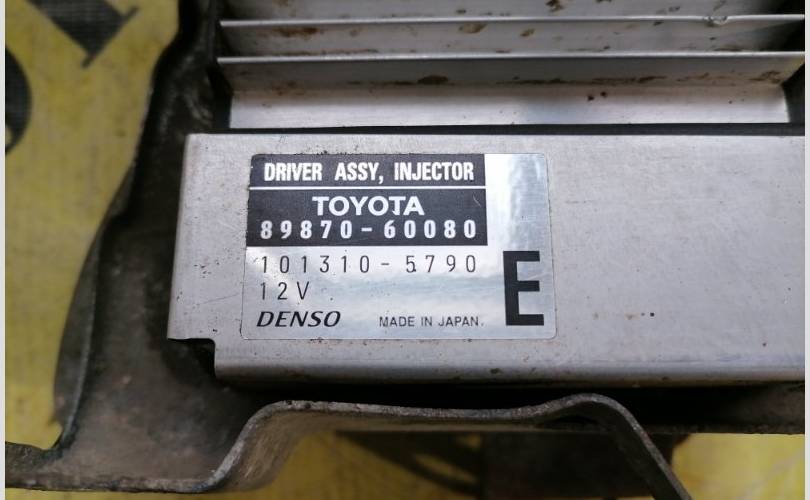 DRIVER ASSY, INJECTOR
TOYOTA
89870-60080
101310-5790
12V
E
DENSO MADE IN JAPAN.